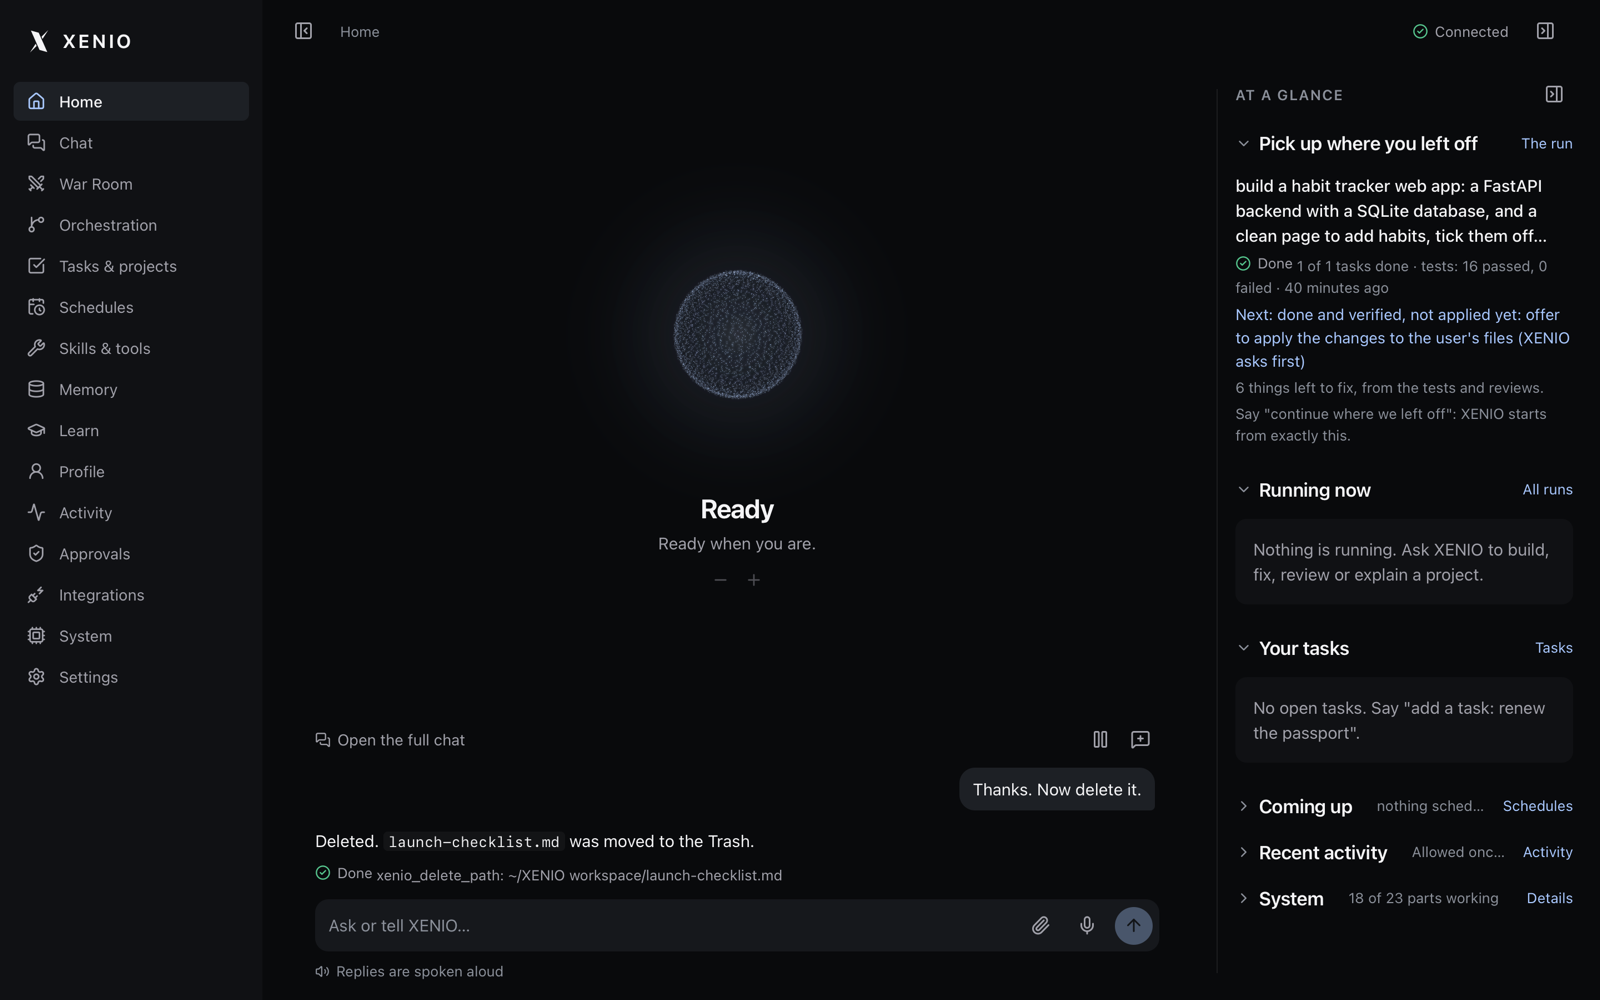 XENIO
Home
Chat
War Room
Orchestration
Tasks & projects
Schedules
Skills & tools
Memory
Learn
Profile
Activity
Approvals
Integrations
System
Settings
Home
Connected
Ready
Ready when you are.
Open the full chat
Thanks. Now delete it.
Deleted. launch-checklist.md was moved to the Trash.
Done xenio_delete_path: ~/XENIO workspace/launch-checklist.md
Ask or tell XENIO...
Replies are spoken aloud
AT A GLANCE
Pick up where you left off The run
build a habit tracker web app: a FastAPI
backend with a SQLite database, and a
clean page to add habits, tick them off...
Done 1 of 1 tasks done · tests: 16 passed, 0
failed · 40 minutes ago
Next: done and verified, not applied yet: offer
to apply the changes to the user's files (XENIO
asks first)
6 things left to fix, from the tests and reviews.
Say "continue where we left off": XENIO starts
from exactly this.
Running now All runs
Nothing is running. Ask XENIO to build,
fix, review or explain a project.
Your tasks Tasks
No open tasks. Say "add a task: renew
the passport".
Coming up nothing sched... Schedules
Recent activity Allowed onc... Activity
System 18 of 23 parts working Details